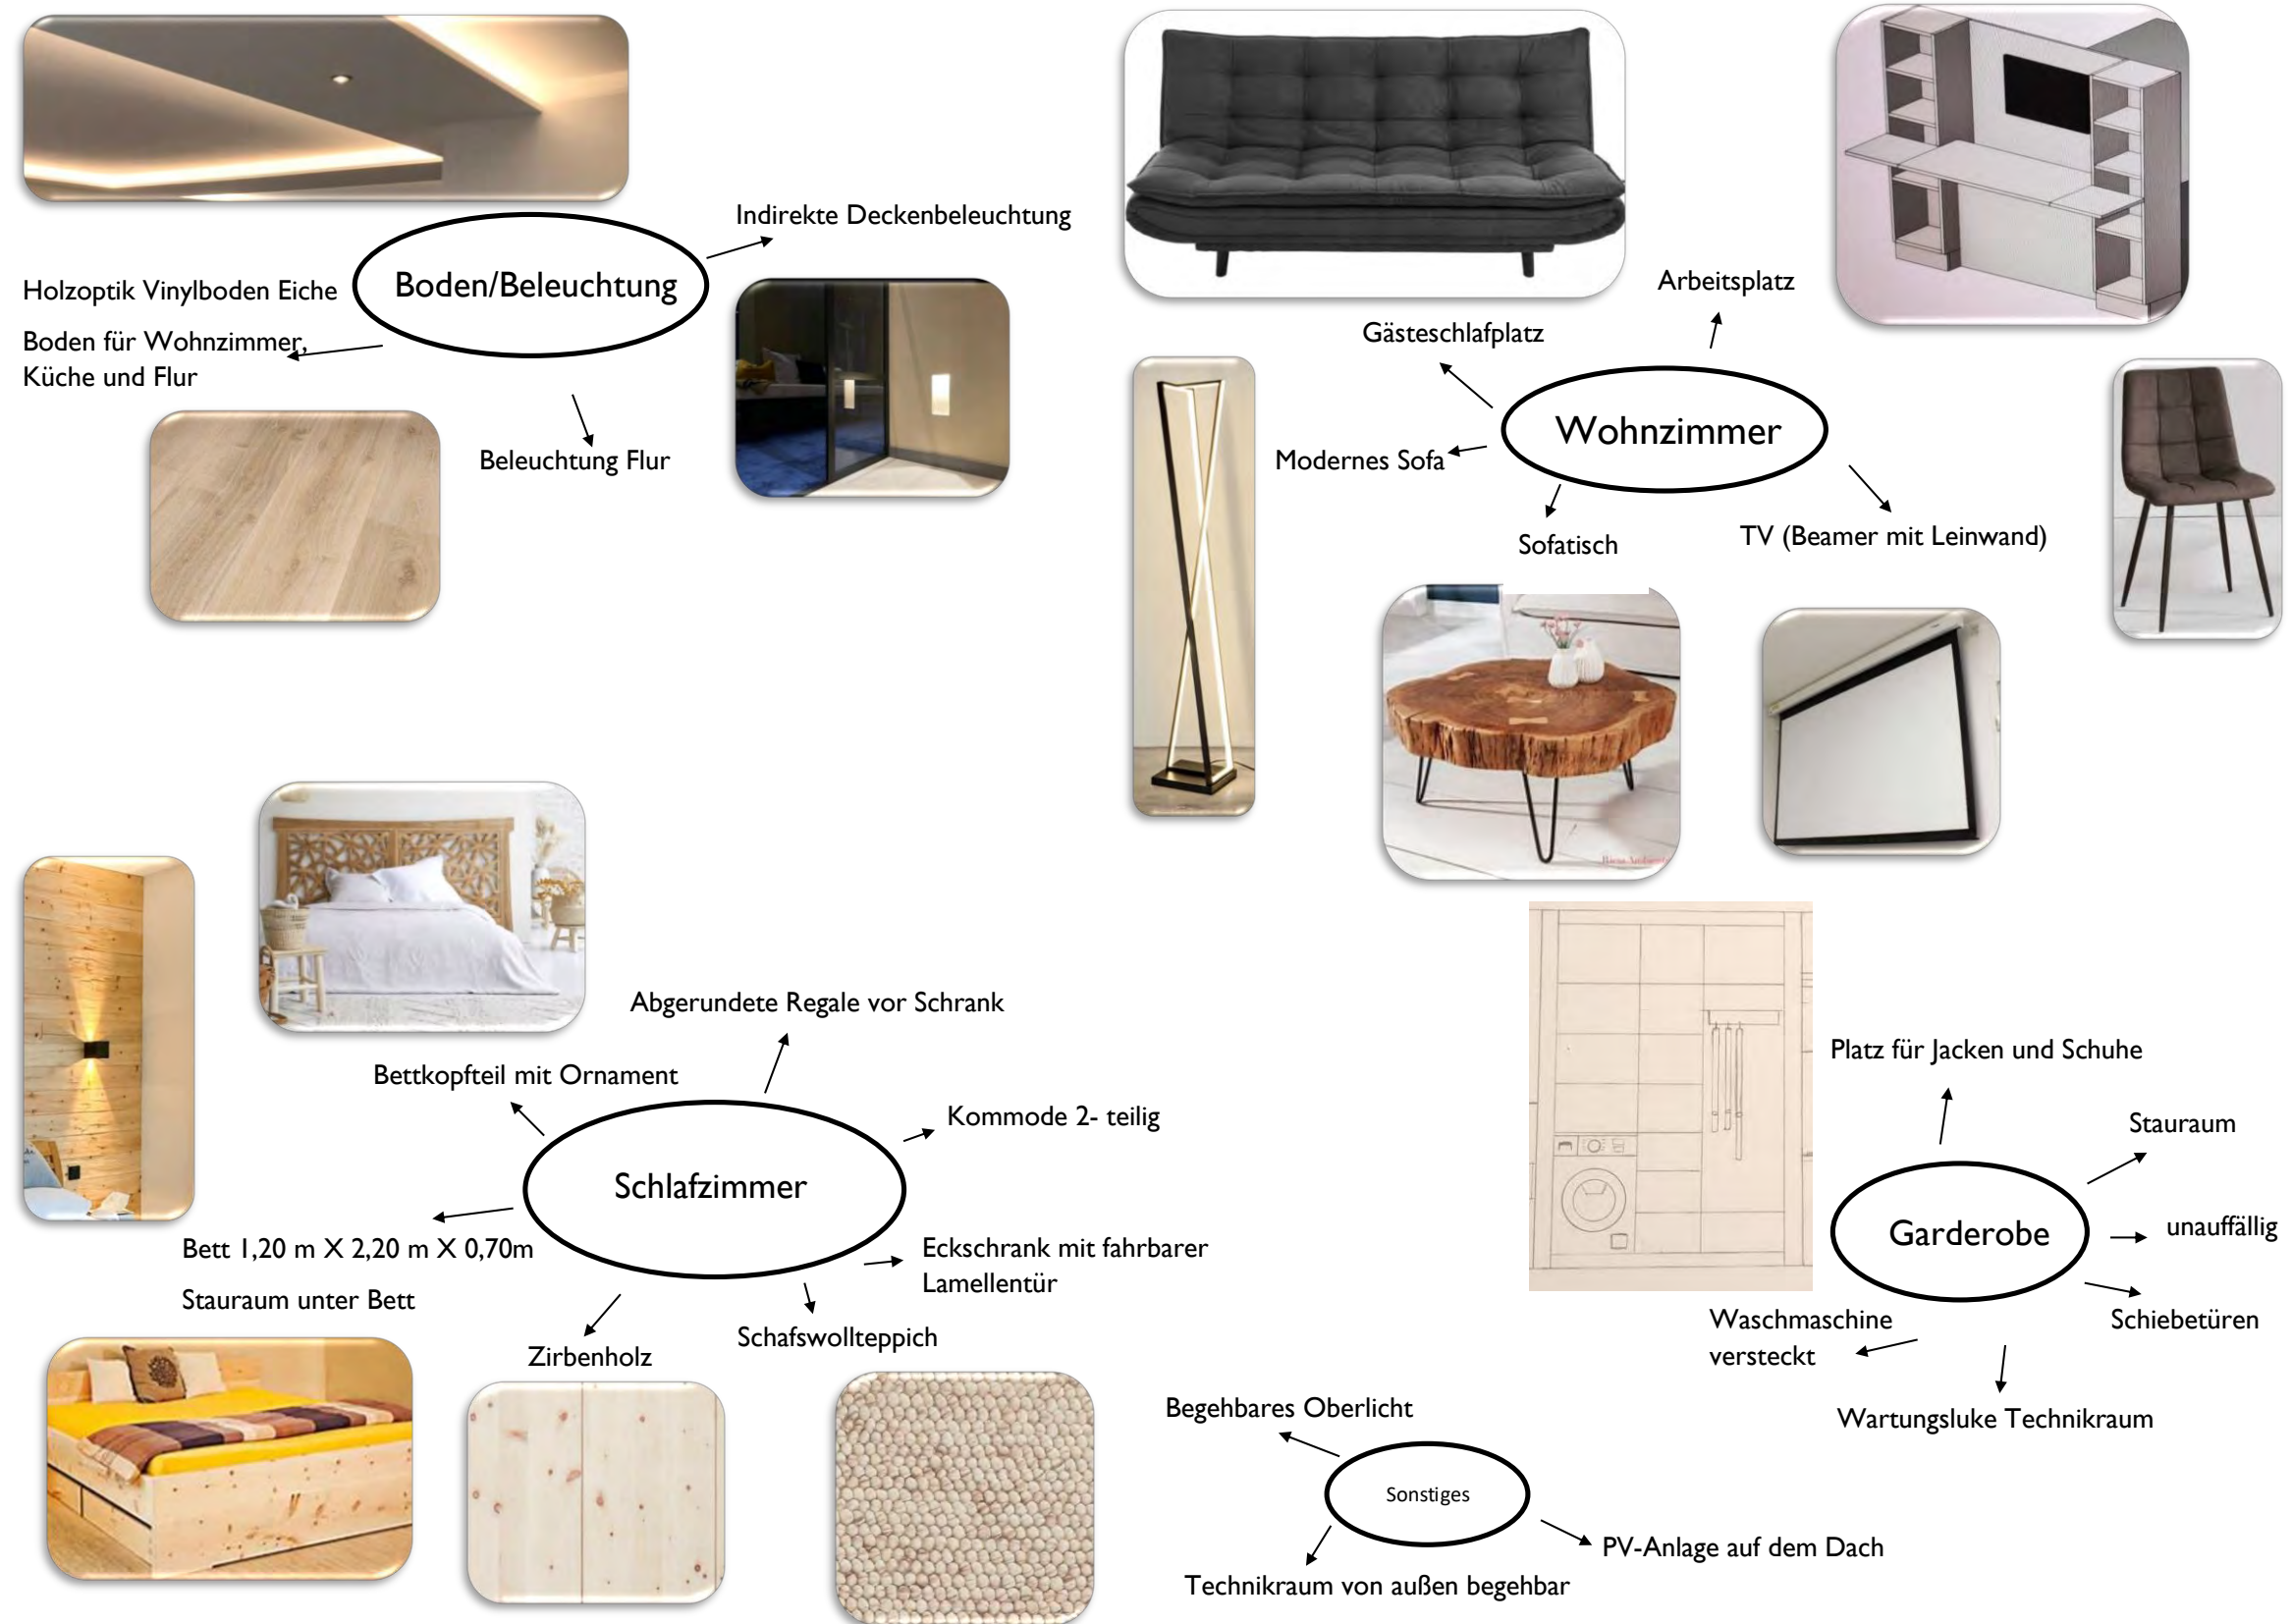 Indirekte Deckenbeleuchtung
Boden/Beleuchtung
Holzoptik Vinylboden Eiche
Boden für Wohnzimmer,
Küche und Flur
Beleuchtung Flur
Arbeitsplatz
Gästeschlafplatz
Wohnzimmer
Modernes Sofa
Sofatisch
TV (Beamer mit Leinwand)
Abgerundete Regale vor Schrank
Bettkopfteil mit Ornament
Kommode 2- teilig
Schlafzimmer
Bett 1,20 m X 2,20 m X 0,70m
Stauraum unter Bett
Eckschrank mit fahrbarer
Lamellentür
Schafswollteppich
Zirbenholz
Platz für Jacken und Schuhe
Stauraum
Garderobe
unauffällig
Schiebetüren
Waschmaschine
versteckt
Wartungsluke Technikraum
Begehbares Oberlicht
Sonstiges
PV-Anlage auf dem Dach
Technikraum von außen begehbar